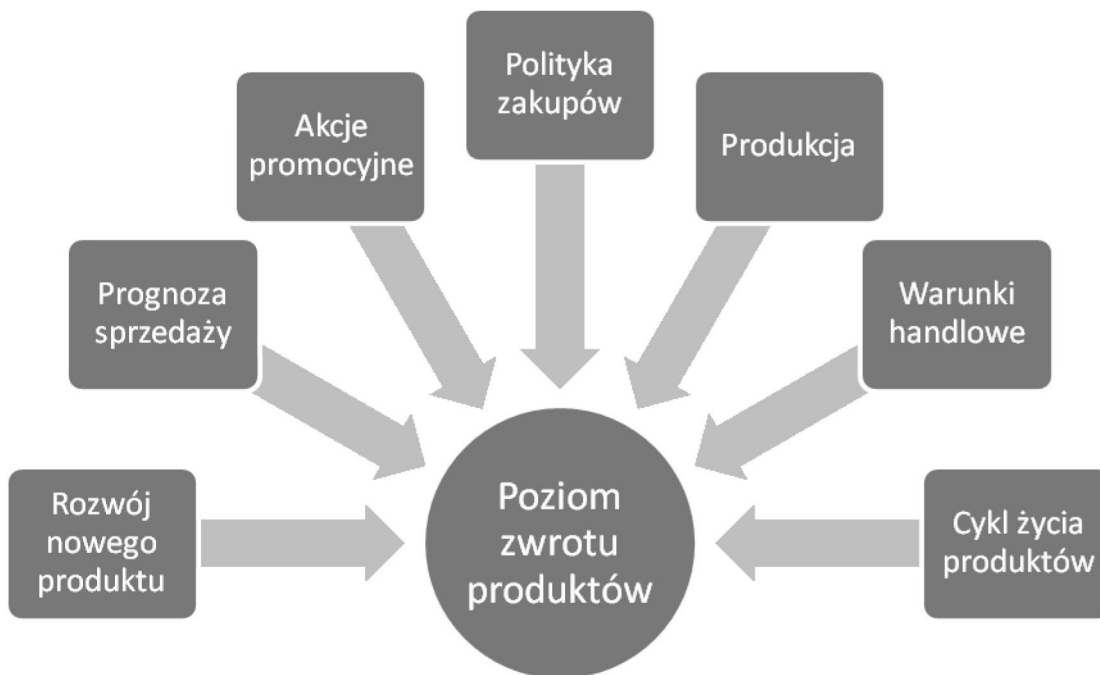 Polityka
zakupów
Akcje
promocyjne
Produkcja
Prognoza
sprzedaży
Warunki
handlowe
Rozwój
nowego
produktu
Poziom
zwrotu
produktów
Cykl życia
produktów